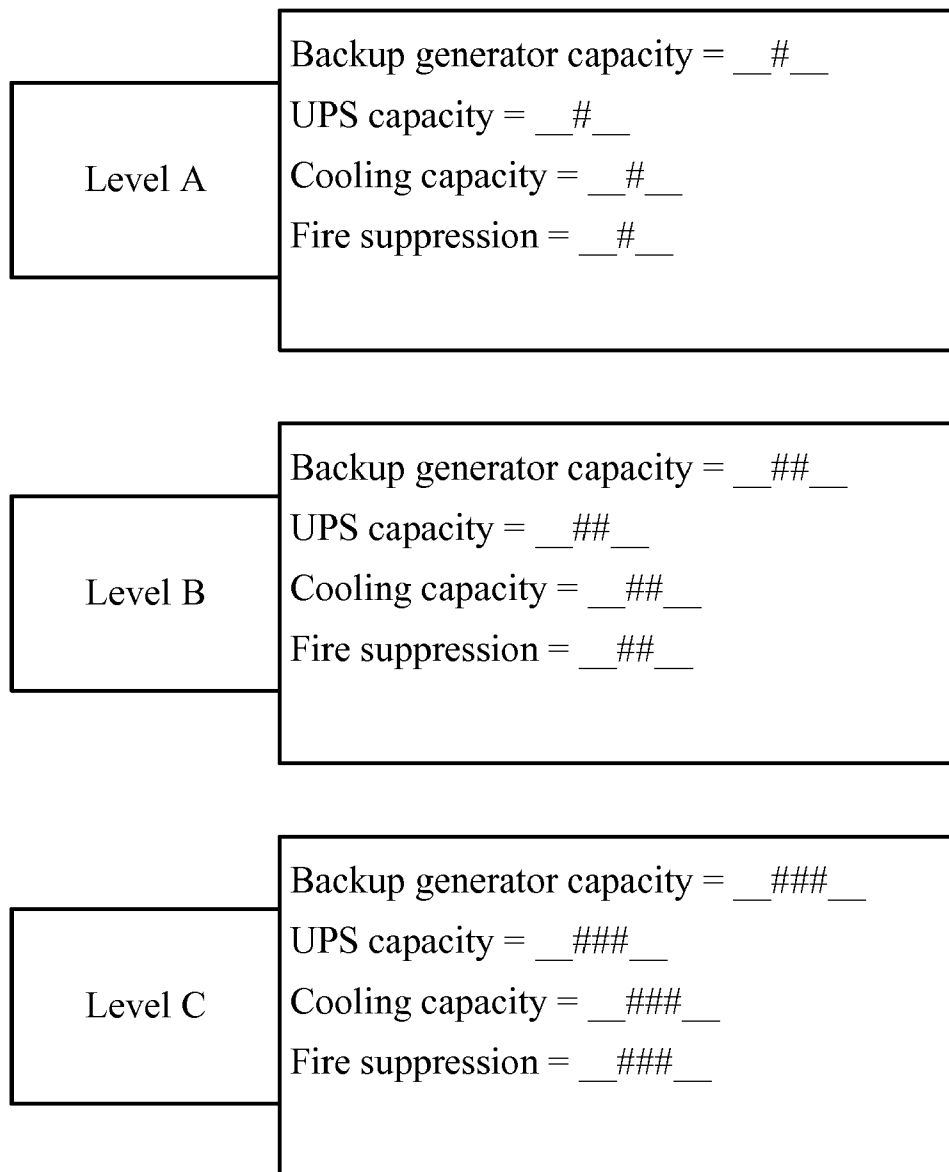 Backup generator capacity = __#__
UPS capacity = __#__
Level A
Cooling capacity = __#__
Fire suppression = __#__
Backup generator capacity = __##__
UPS capacity = __##__
Level B
Cooling capacity = __##__
Fire suppression = __##__
Backup generator capacity = __###__
UPS capacity = __###__
Level C
Cooling capacity = __###__
Fire suppression = __###__